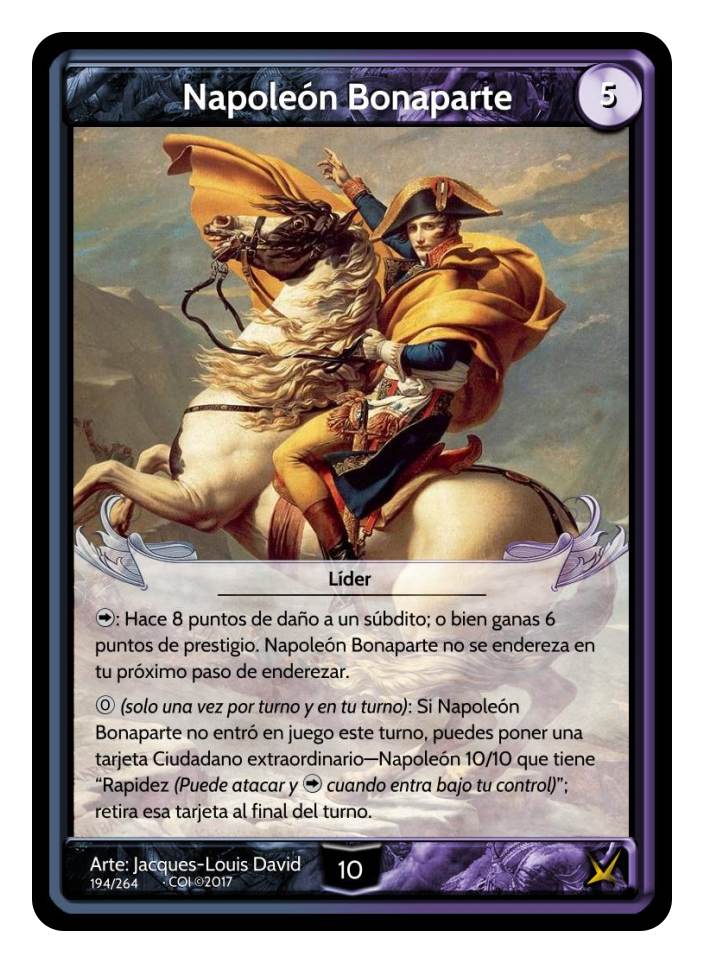 Napoleón Bonaparte
5
Líder
➡: Hace 8 puntos de daño a un súbdito; o bien ganas 6
puntos de prestigio. Napoleón Bonaparte no se endereza en
tu próximo paso de enderezar.
⓪ (solo una vez por turno y en tu turno): Si Napoleón
Bonaparte no entró en juego este turno, puedes poner una
tarjeta Ciudadano extraordinario—Napoleón 10/10 que tiene
“Rapidez (Puede atacar y ➡ cuando entra bajo tu control)”;
retira esa tarjeta al final del turno.
Arte: Jacques-Louis David
10
194/264 · COI ©2017